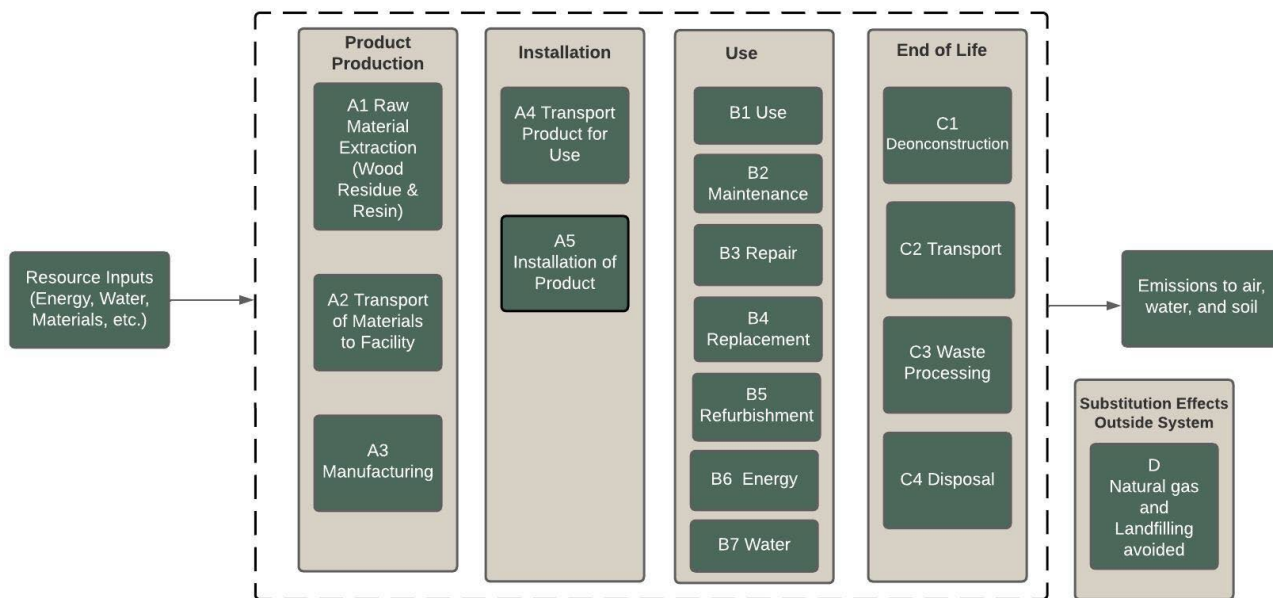 Resource Inputs
(Energy, Water,
Materials, etc.)
Product
Production
A1 Raw
Material
Extraction
(Wood
Residue &
Resin)
A2 Transport
of Materials
to Facility
A3
Manufacturing
Installation
A4 Transport
Product for
Use
A5
Installation of
Product
Use
B1 Use
B2
Maintenance
B3 Repair
B4
Replacement
B5
Refurbishment
B6 Energy
B7 Water
End of Life
C1
Deonconstruction
C2 Transport
C3 Waste
Processing
C4 Disposal
Emissions to air,
water, and soil
Substitution Effects
Outside System
D
Natural gas
and
Landfilling
avoided